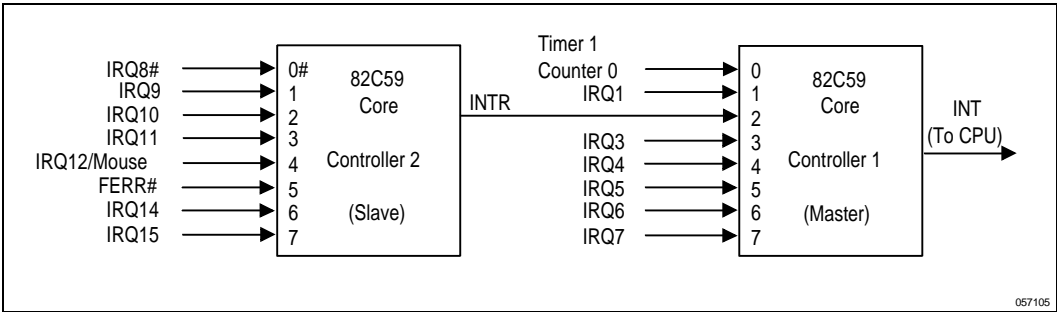 IRQ8#
IRQ9
IRQ10
IRQ11
IRQ12/Mouse
FERR#
IRQ14
IRQ15
0#
1
2
3
4
5
6
7
82C59
Core
Controller 2
(Slave)
INTR
Timer 1
Counter 0
IRQ1
IRQ3
IRQ4
IRQ5
IRQ6
IRQ7
0
1
2
3
4
5
6
7
82C59
Core
Controller 1
(Master)
INT
(To CPU)
057105